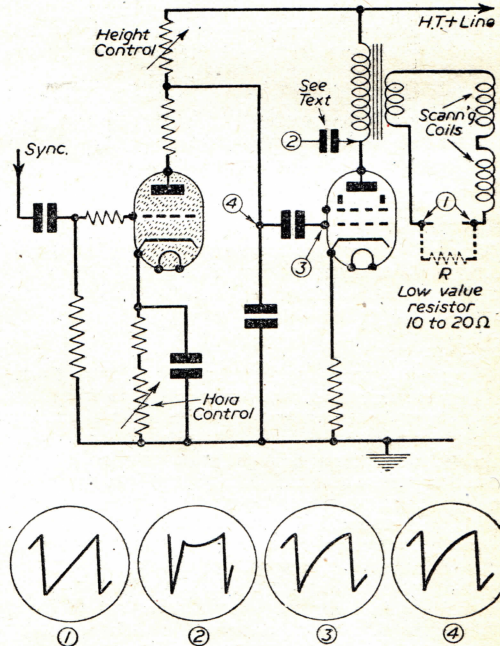 H.T.+ Line
Height
Control
See
Text
Scann'g
Coils
②
Sync.
④
①
③
R
Low value
resistor
10 to 20Ω
Hold
Control
①
②
③
④